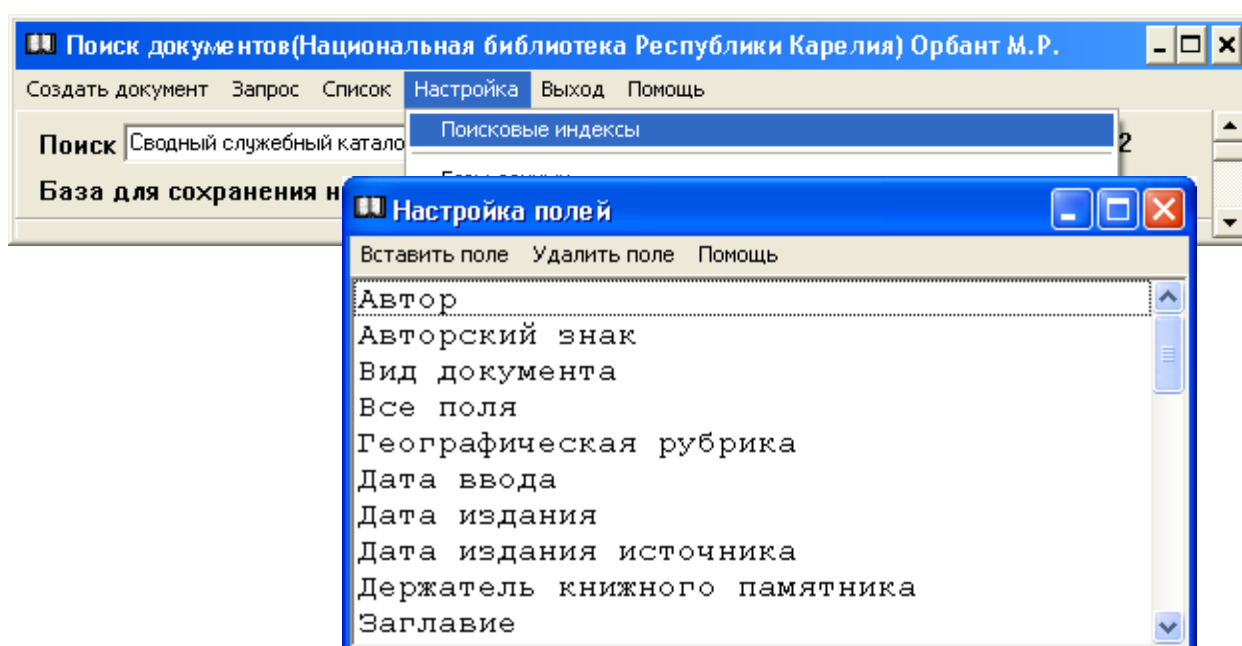 Поиск документов(Национальная библиотека Республики Карелия) Орбант М.Р.
Создать документ Запрос Список Настройка Выход Помощь
Поисковые индексы
Поиск Сводный служебный катало 2
База для сохранения н
Настройка полей
Вставить поле Удалить поле Помощь
Автор
Авторский знак
Вид документа
Все поля
Географическая рубрика
Дата ввода
Дата издания
Дата издания источника
Держатель книжного памятника
Заглавие